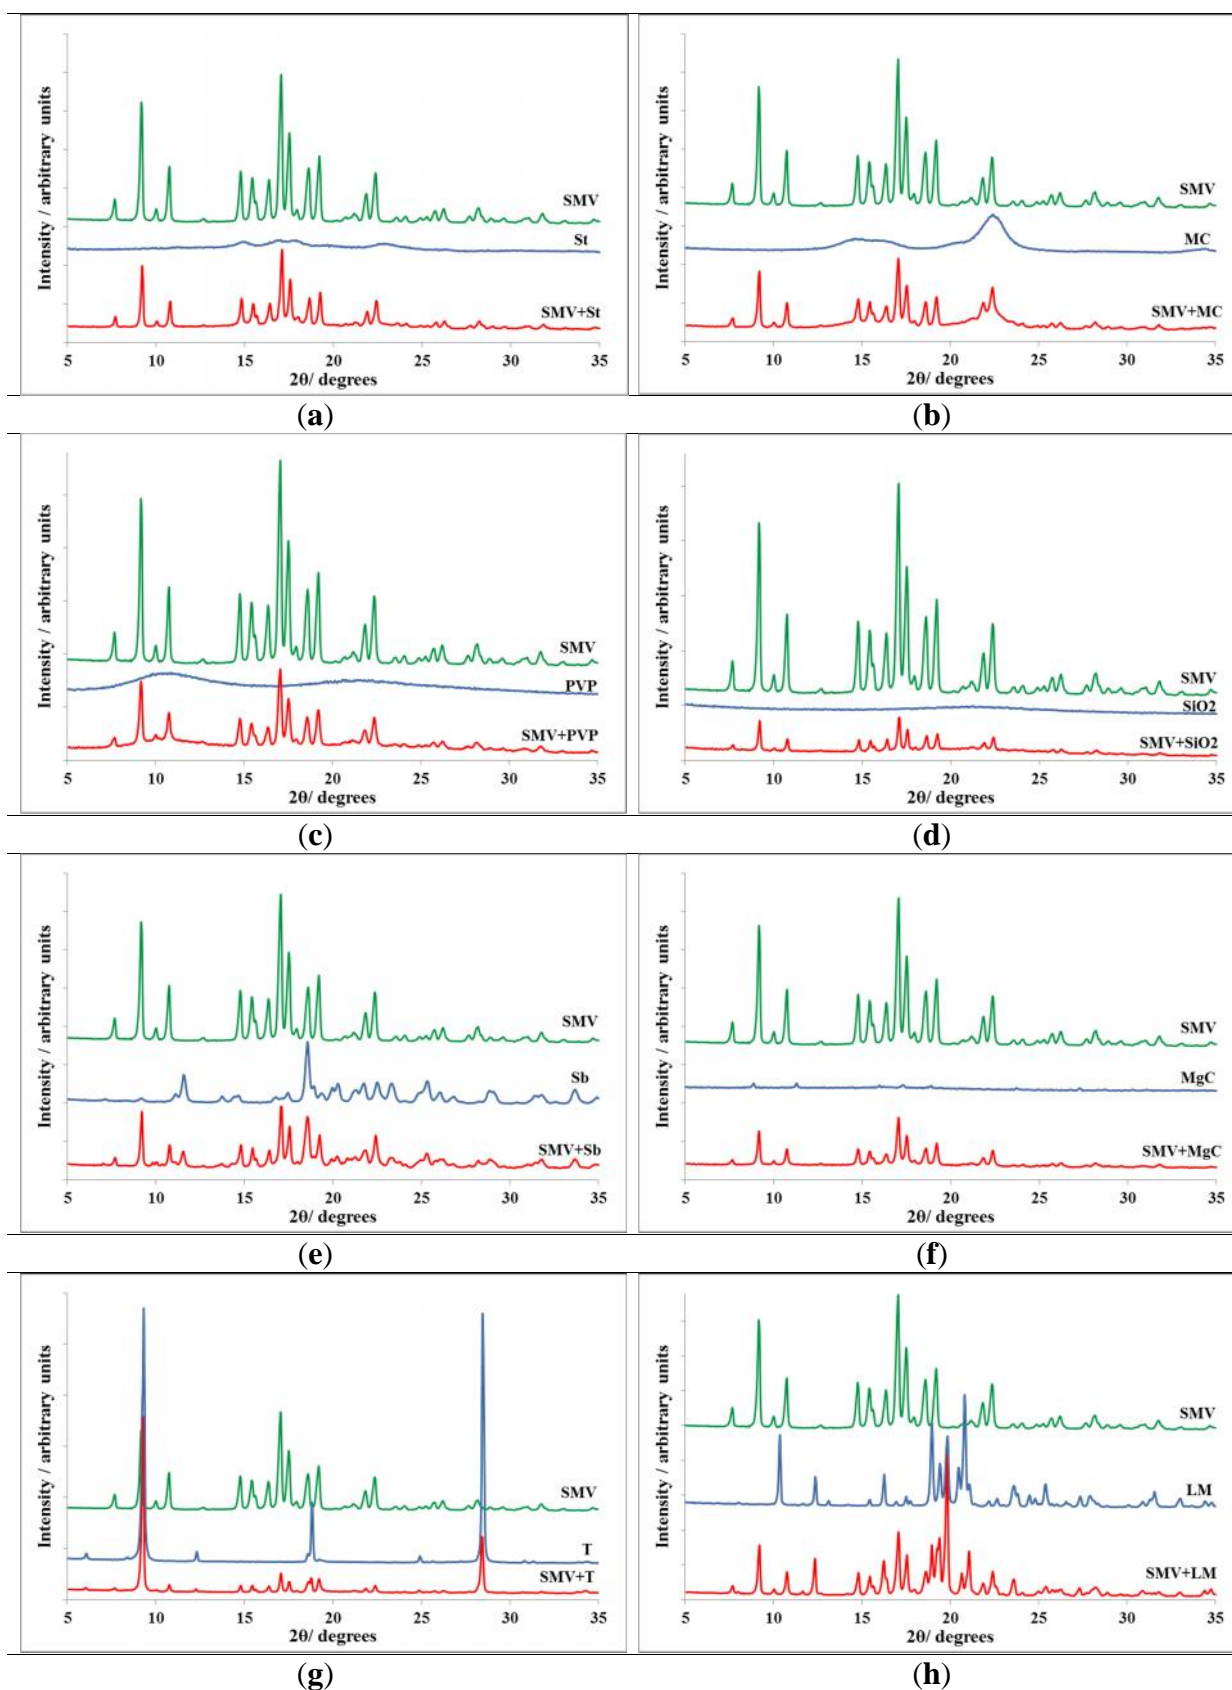 Intensity / arbitrary units
SMV
St
SMV+St
5 10 15 20 25 30 35
2θ/ degrees
(a)
Intensity / arbitrary units
SMV
MC
SMV+MC
5 10 15 20 25 30 35
2θ/ degrees
(b)
Intensity / arbitrary units
SMV
PVP
SMV+PVP
5 10 15 20 25 30 35
2θ/ degrees
(c)
Intensity / arbitrary units
SMV
SiO2
SMV+SiO2
5 10 15 20 25 30 35
2θ/ degrees
(d)
Intensity / arbitrary units
SMV
Sb
SMV+Sb
5 10 15 20 25 30 35
2θ/ degrees
(e)
Intensity / arbitrary units
SMV
MgC
SMV+MgC
5 10 15 20 25 30 35
2θ/ degrees
(f)
Intensity / arbitrary units
SMV
T
SMV+T
5 10 15 20 25 30 35
2θ/ degrees
(g)
Intensity / arbitrary units
SMV
LM
SMV+LM
5 10 15 20 25 30 35
2θ/ degrees
(h)